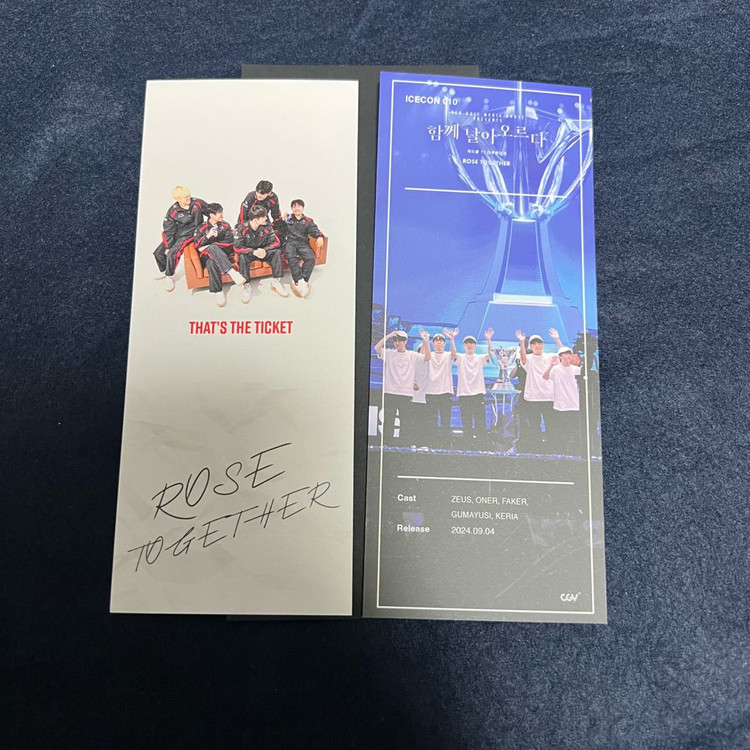 THAT'S THE TICKET
ROSE
TOGETHER
ICECON 010
PRESENTS
함께 날아오르다
ROSE TOGETHER
Cast ZEUS, ONER, FAKER,
GUMAYUSI, KERIA
Release 2024.09.04
CGV